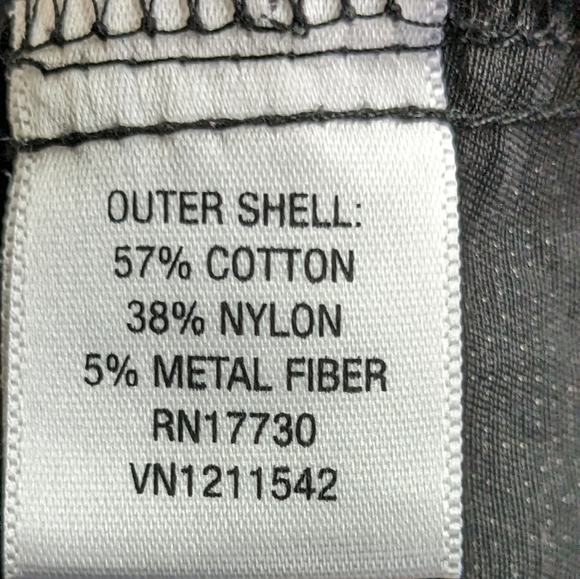 OUTER SHELL:
57% COTTON
38% NYLON
5% METAL FIBER
RN17730
VN1211542